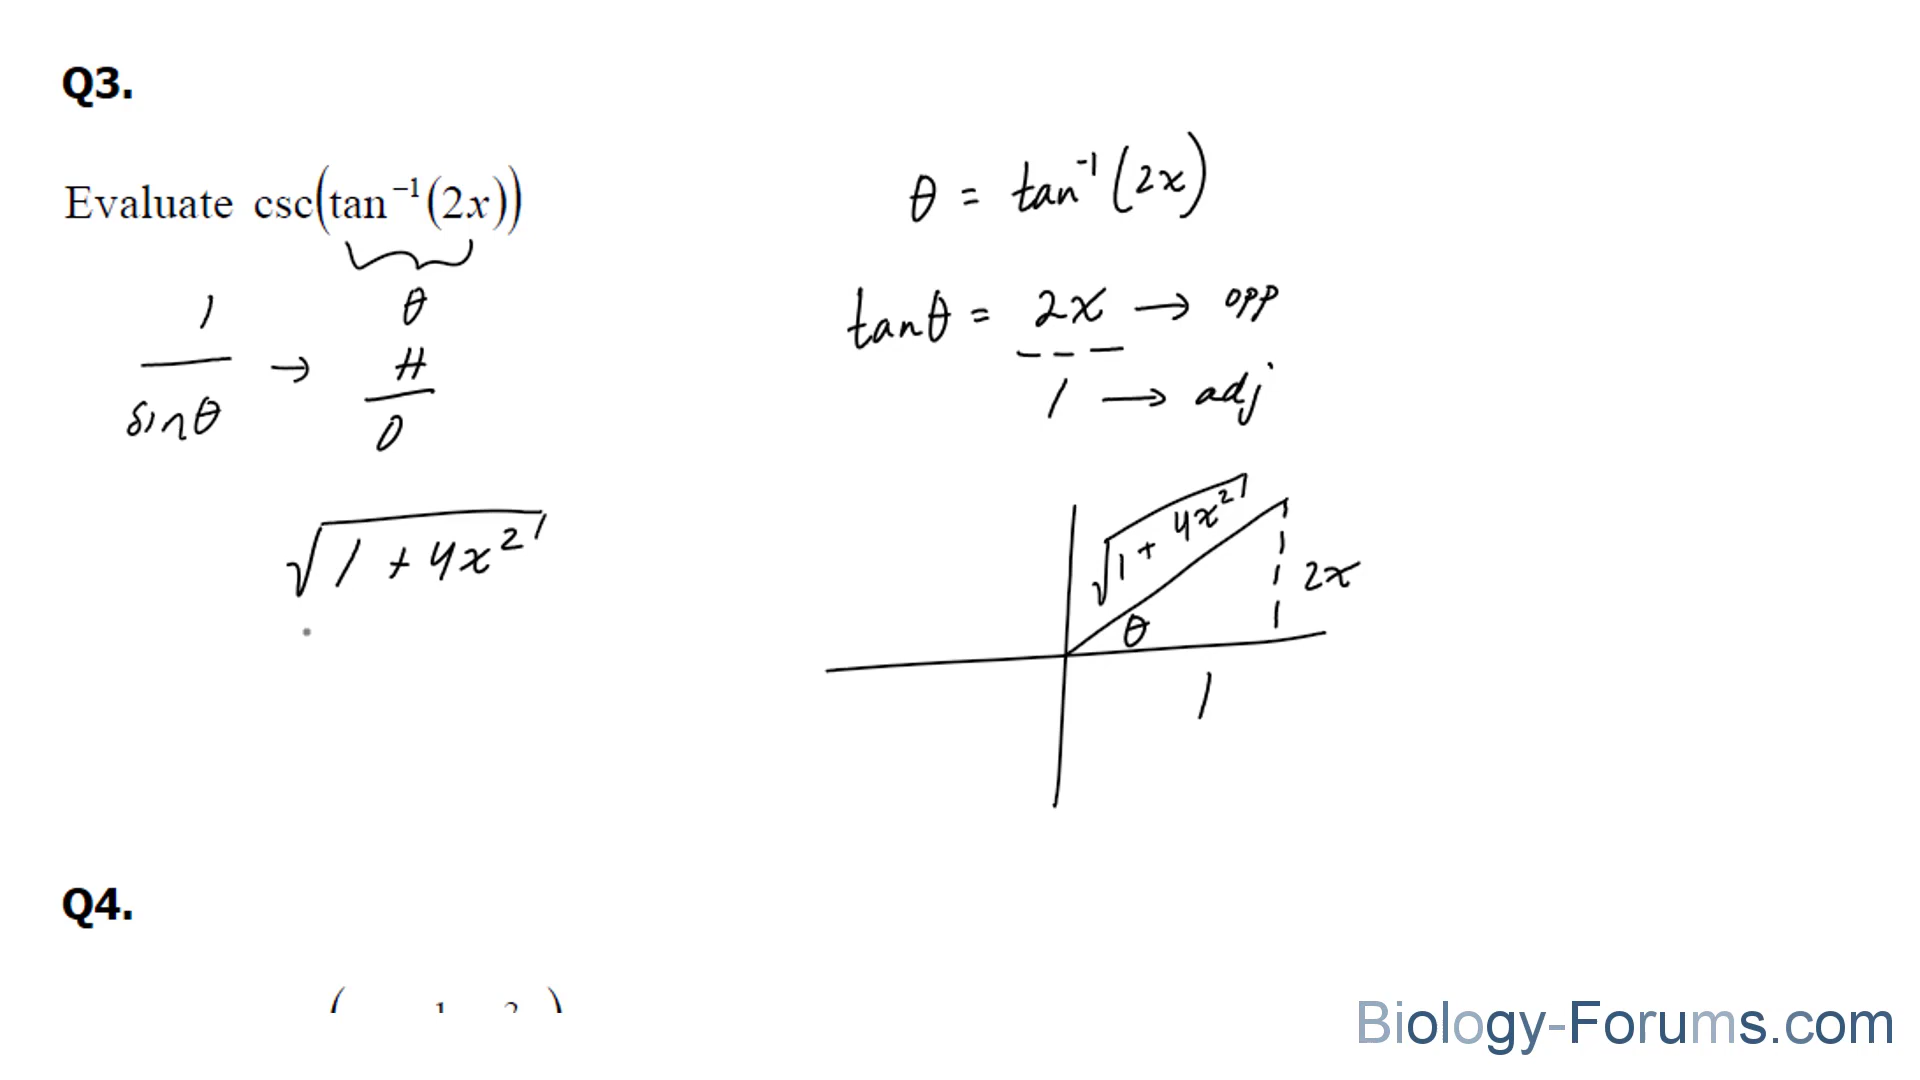 Q3.
Evaluate csc(tan⁻¹(2x))
θ
1
sinθ
→
H
O
√1 + 4x²
θ = tan⁻¹(2x)
tanθ = 2x → opp
1 → adj
√1 + 4x²
2x
θ
1
Q4.
Biology-Forums.com